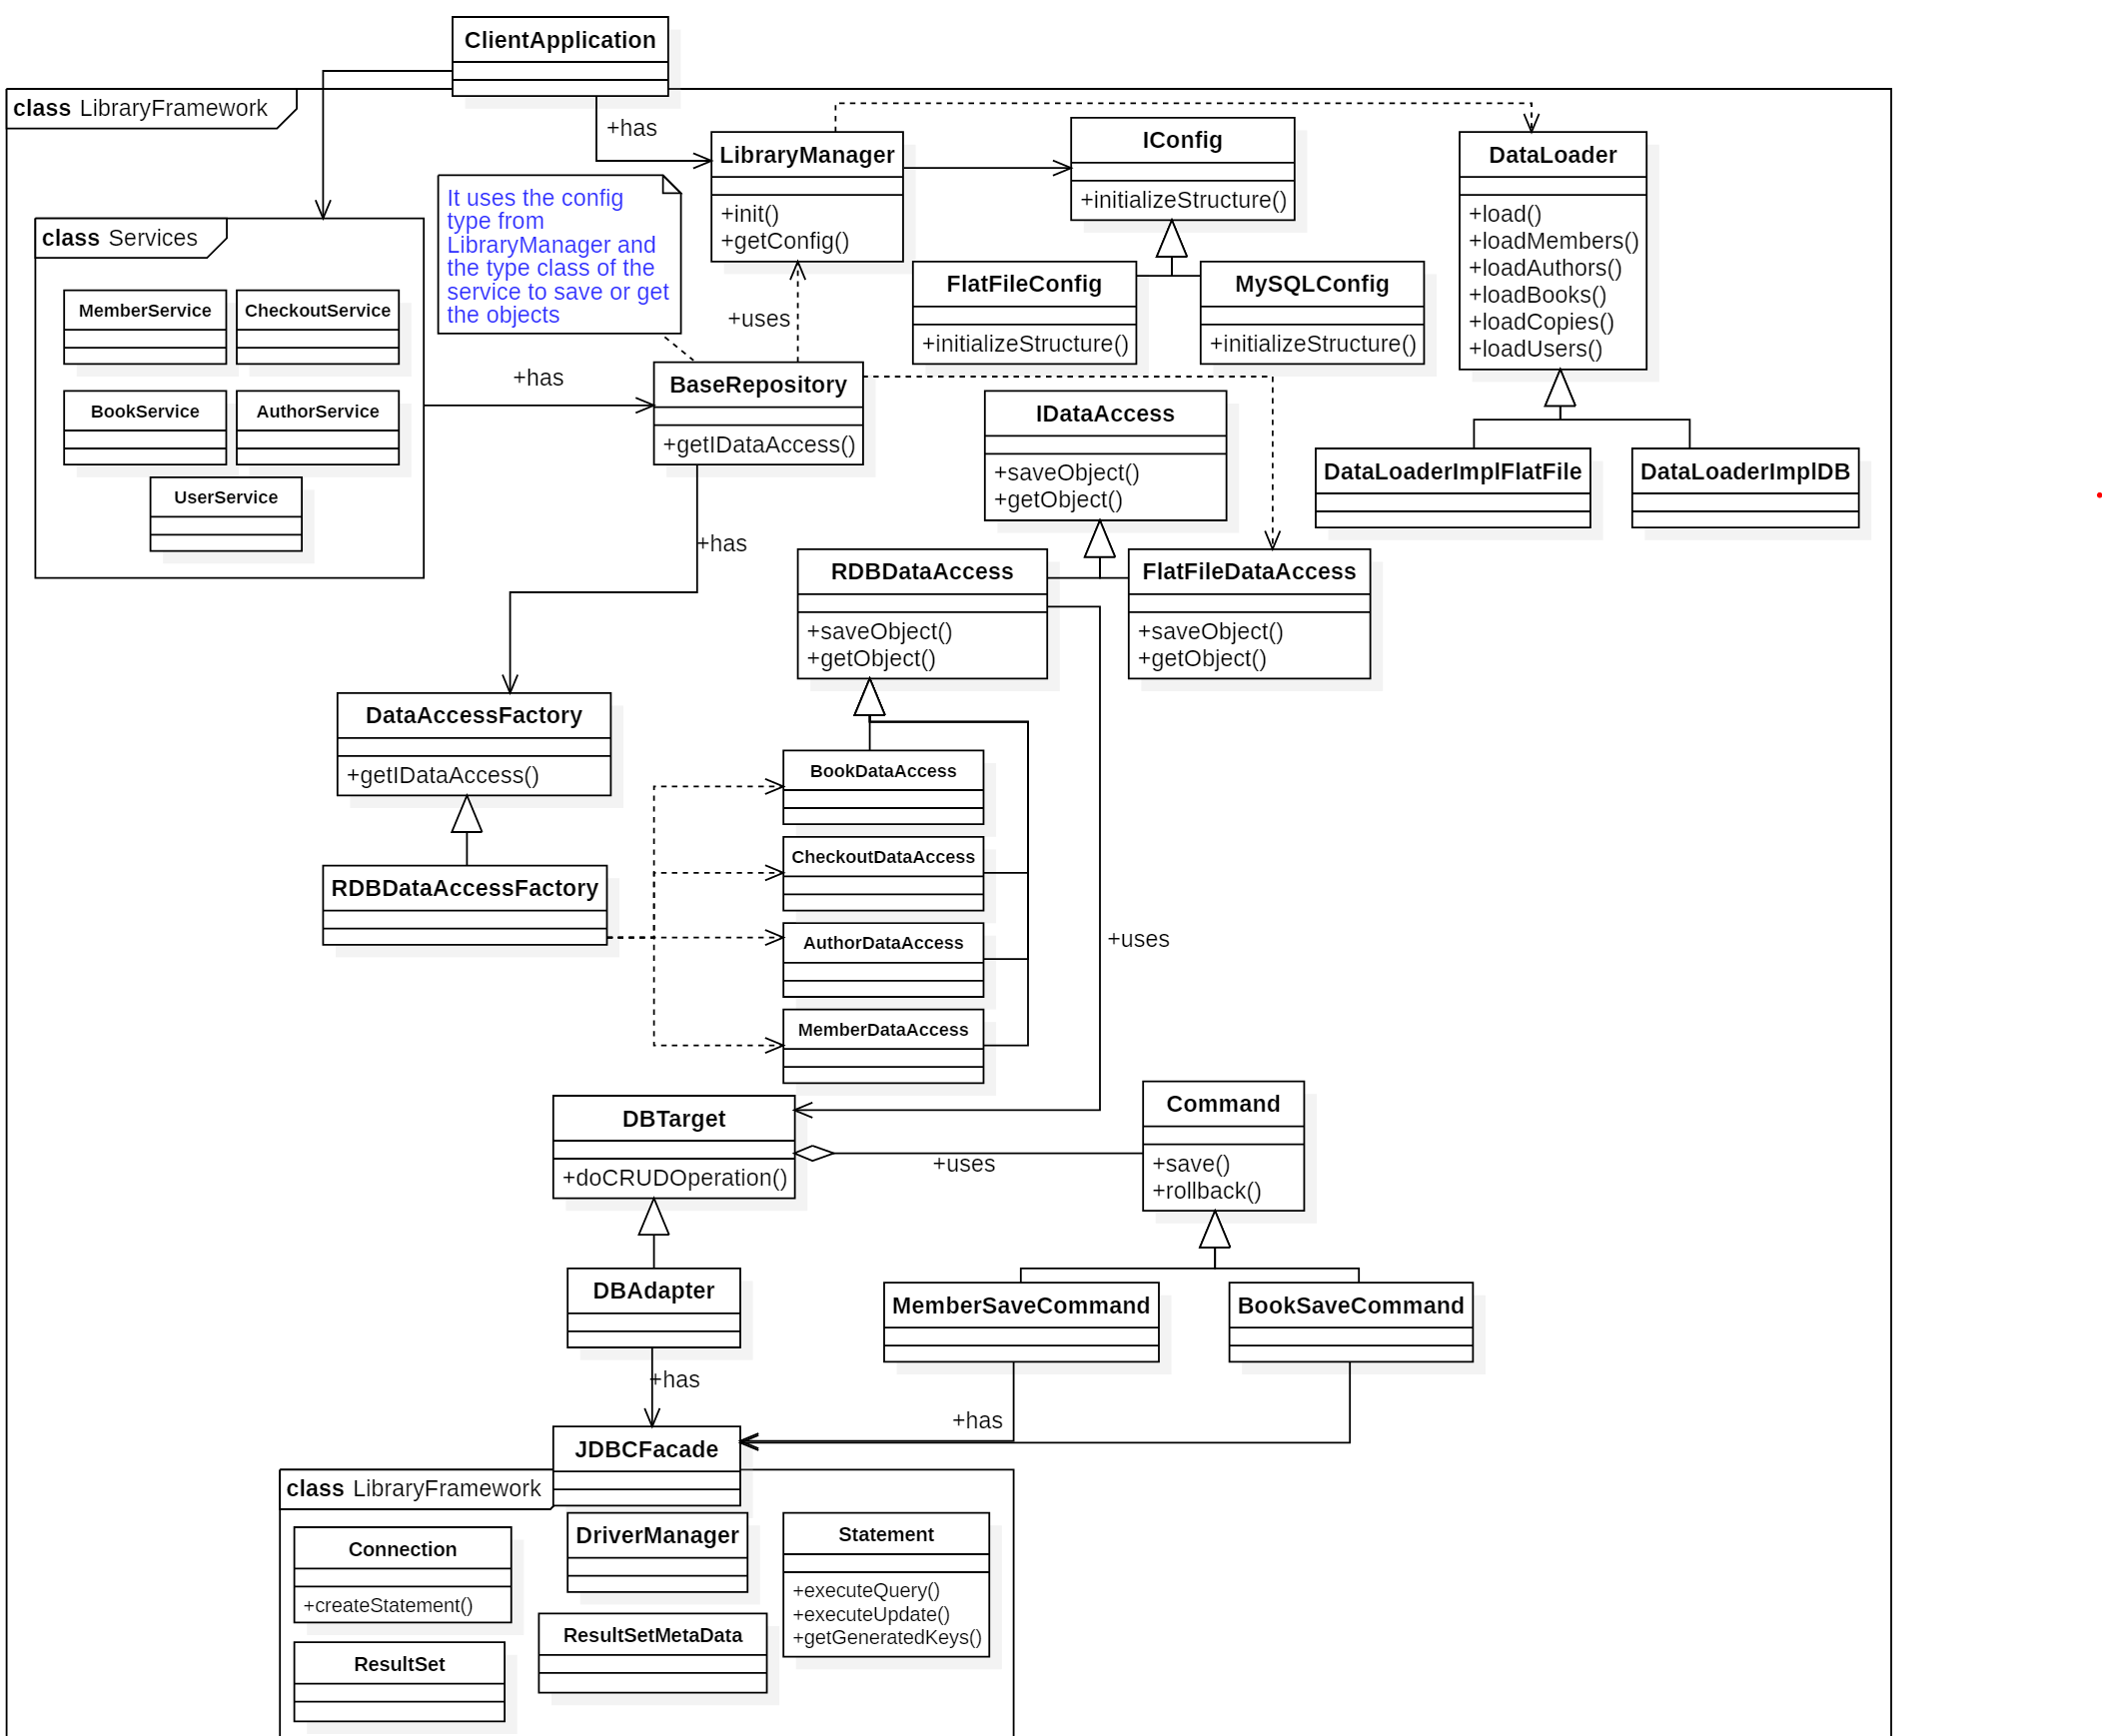 ClientApplication
class LibraryFramework
+has
LibraryManager
+init()
+getConfig()
IConfig
+initializeStructure()
DataLoader
+load()
+loadMembers()
+loadAuthors()
+loadBooks()
+loadCopies()
+loadUsers()
It uses the config
type from
LibraryManager and
the type class of the
service to save or get
the objects
class Services
MemberService
CheckoutService
BookService
AuthorService
UserService
FlatFileConfig
+initializeStructure()
MySQLConfig
+initializeStructure()
+uses
+has
BaseRepository
+getIDataAccess()
IDataAccess
+saveObject()
+getObject()
DataLoaderImplFlatFile
DataLoaderImplDB
+has
RDBDataAccess
+saveObject()
+getObject()
FlatFileDataAccess
+saveObject()
+getObject()
DataAccessFactory
+getIDataAccess()
RDBDataAccessFactory
BookDataAccess
CheckoutDataAccess
AuthorDataAccess
MemberDataAccess
+uses
DBTarget
+doCRUDOperation()
+uses
Command
+save()
+rollback()
DBAdapter
MemberSaveCommand
BookSaveCommand
+has
+has
JDBCFacade
class LibraryFramework
Connection
+createStatement()
DriverManager
Statement
+executeQuery()
+executeUpdate()
+getGeneratedKeys()
ResultSetMetaData
ResultSet